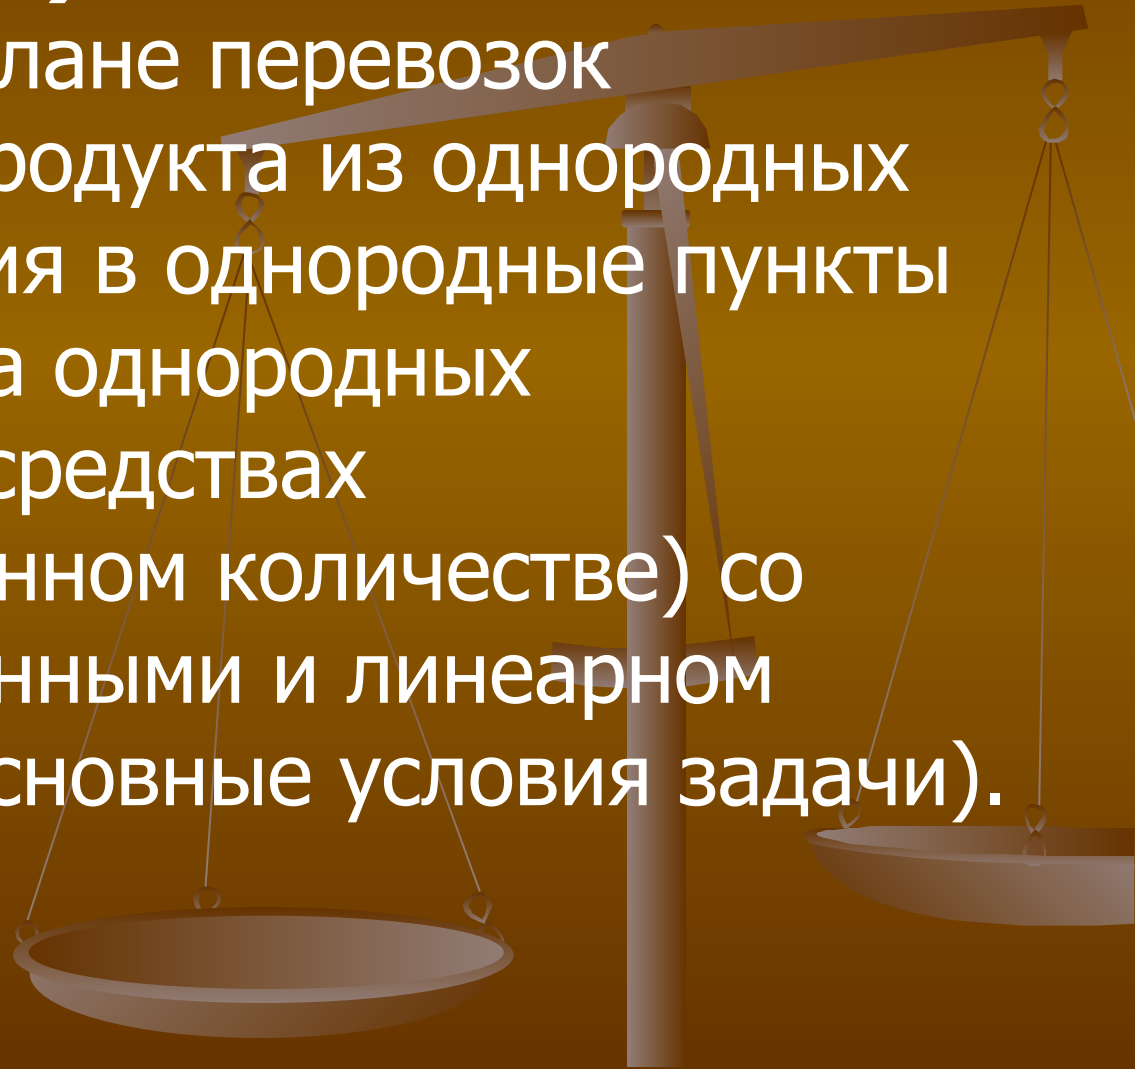 лане перевозок
родукта из однородных
ия в однородные пункты
а однородных
средствах
нном количестве) со
нными и линеарном
сновные условия задачи).